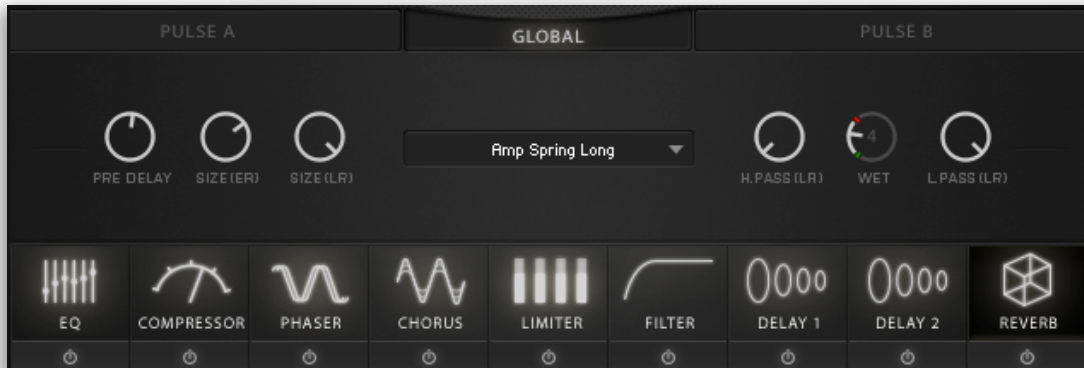 PULSE A
GLOBAL
PULSE B
Amp Spring Long
4
PRE DELAY
SIZE(ER)
SIZE(LR)
H.PASS(LR)
WET
L.PASS(LR)
EQ
COMPRESSOR
PHASER
CHORUS
LIMITER
FILTER
DELAY 1
DELAY 2
REVERB